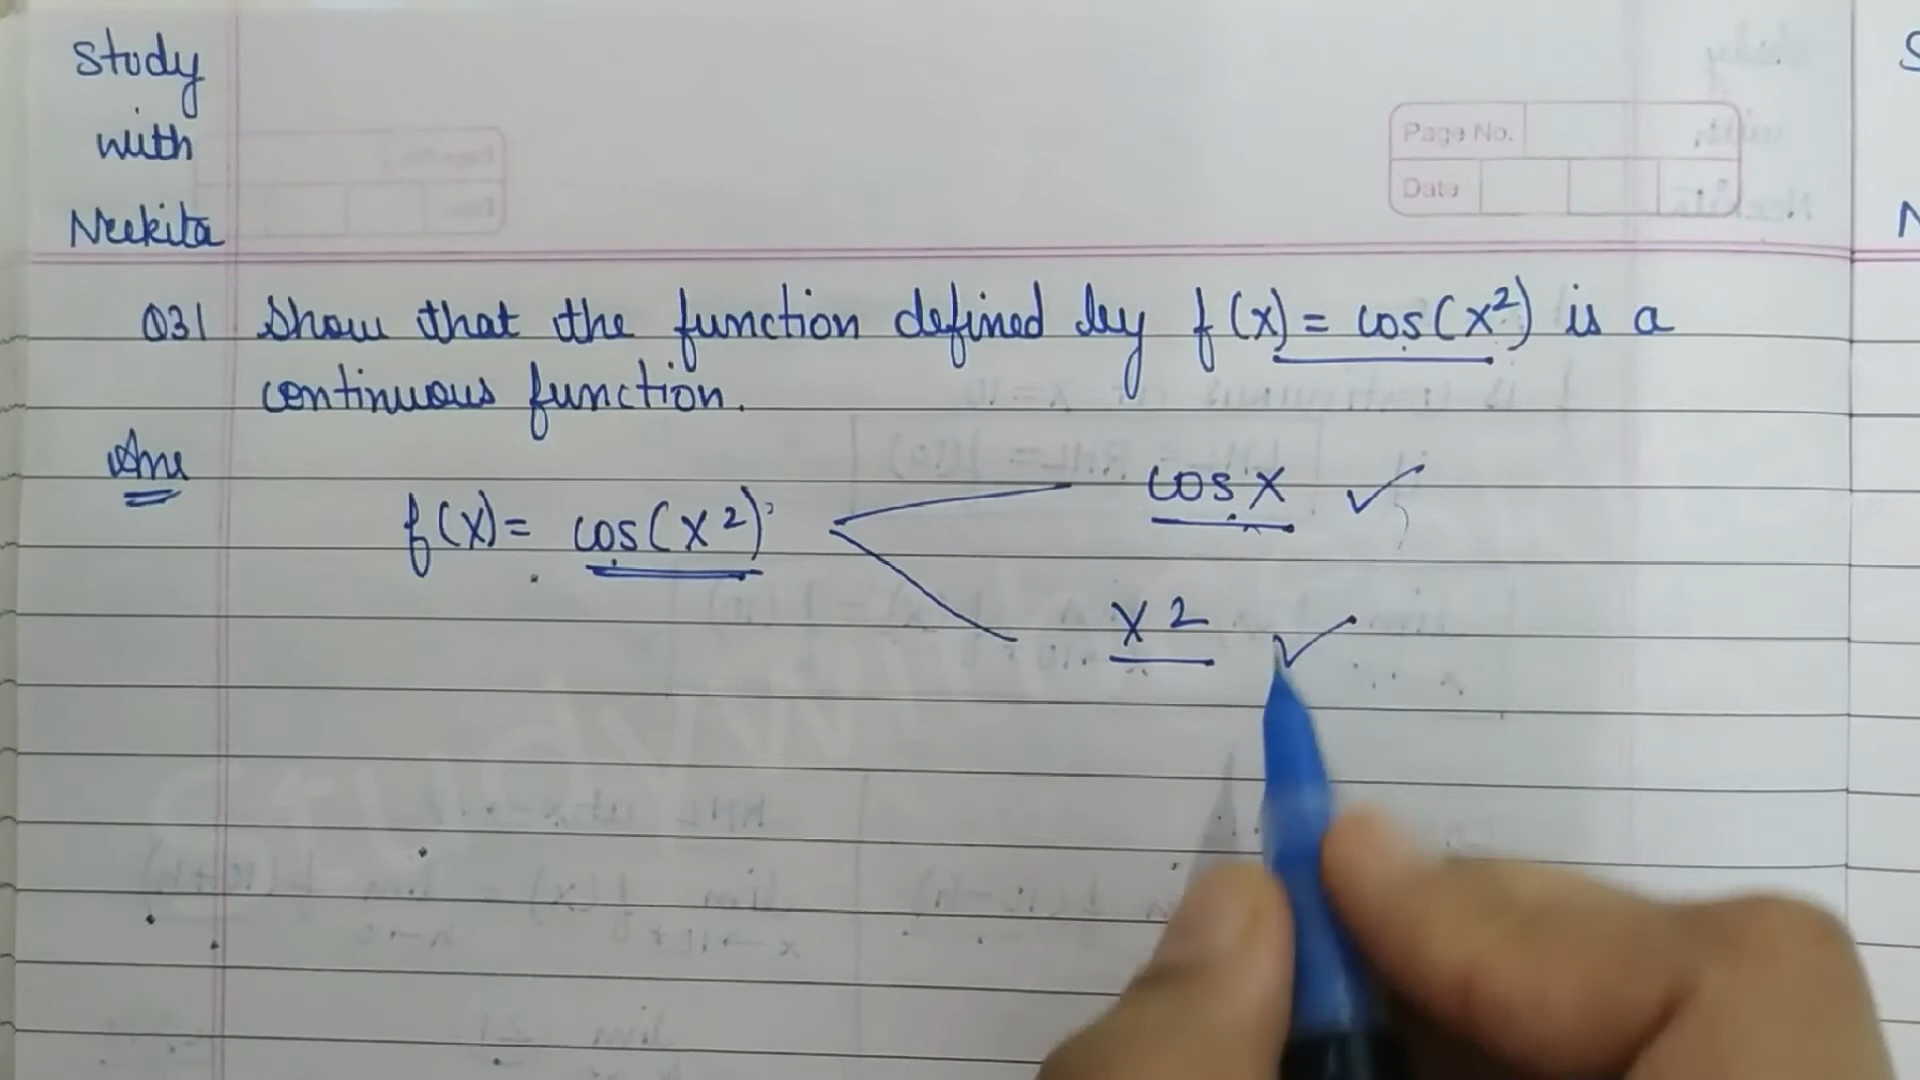 Study
with
Neekita
Page No.
Date
Q31 Show that the function defined by f(x) = cos(x²) is a
continuous function.
Ans
f(x) = cos(x²)
cos x ✓
x² ✓